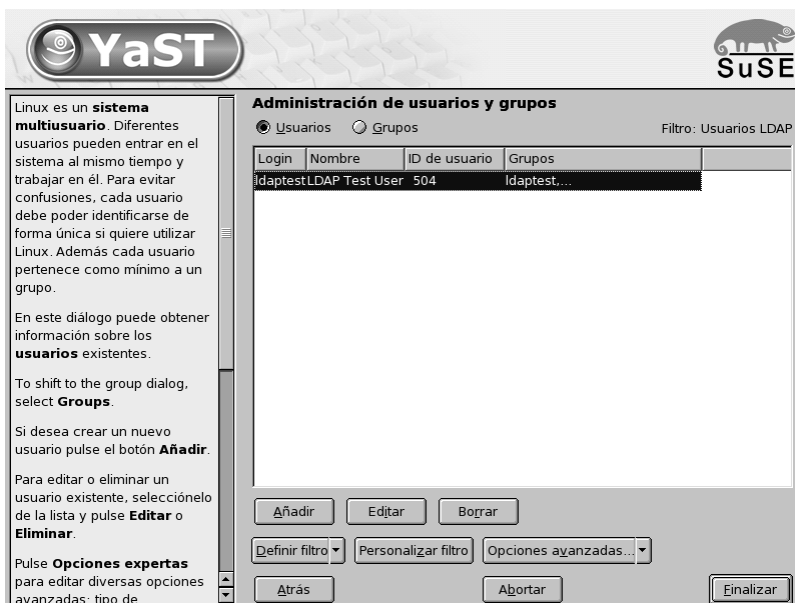 YaST
SuSE
Linux es un sistema
multiusuario. Diferentes
usuarios pueden entrar en el
sistema al mismo tiempo y
trabajar en él. Para evitar
confusiones, cada usuario
debe poder identificarse de
forma única si quiere utilizar
Linux. Además cada usuario
pertenece como mínimo a un
grupo.
En este diálogo puede obtener
información sobre los
usuarios existentes.
To shift to the group dialog,
select Groups.
Si desea crear un nuevo
usuario pulse el botón Añadir.
Para editar o eliminar un
usuario existente, selecciónelo
de la lista y pulse Editar o
Eliminar.
Pulse Opciones expertas
para editar diversas opciones
avanzadas: tipo de
Administración de usuarios y grupos
Usuarios Grupos Filtro: Usuarios LDAP
Login Nombre ID de usuario Grupos
ldaptest LDAP Test User 504 ldaptest,...
Añadir Editar Borrar
Definir filtro Personalizar filtro Opciones avanzadas...
Atrás Abortar Finalizar